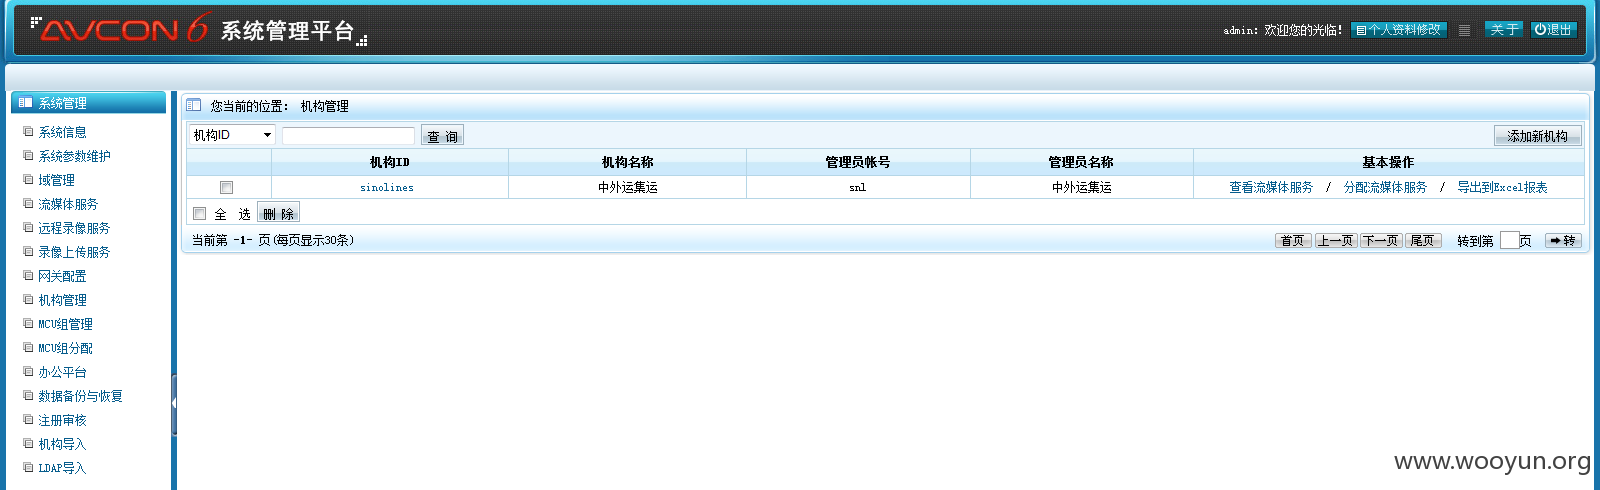 AVCON 6 系统管理平台
admin: 欢迎您的光临! 个人资料修改 关于 退出
系统管理
系统信息
系统参数维护
域管理
流媒体服务
远程录像服务
录像上传服务
网关配置
机构管理
MCU组管理
MCU组分配
办公平台
数据备份与恢复
注册审核
机构导入
LDAP导入
您当前的位置： 机构管理
机构ID 查 询 添加新机构
机构ID 机构名称 管理员帐号 管理员名称 基本操作
sinolines 中外运集运 snl 中外运集运 查看流媒体服务 / 分配流媒体服务 / 导出到Excel报表
全 选 删 除
当前第 -1- 页(每页显示30条) 首页 上一页 下一页 尾页 转到第 页 转
www.wooyun.org